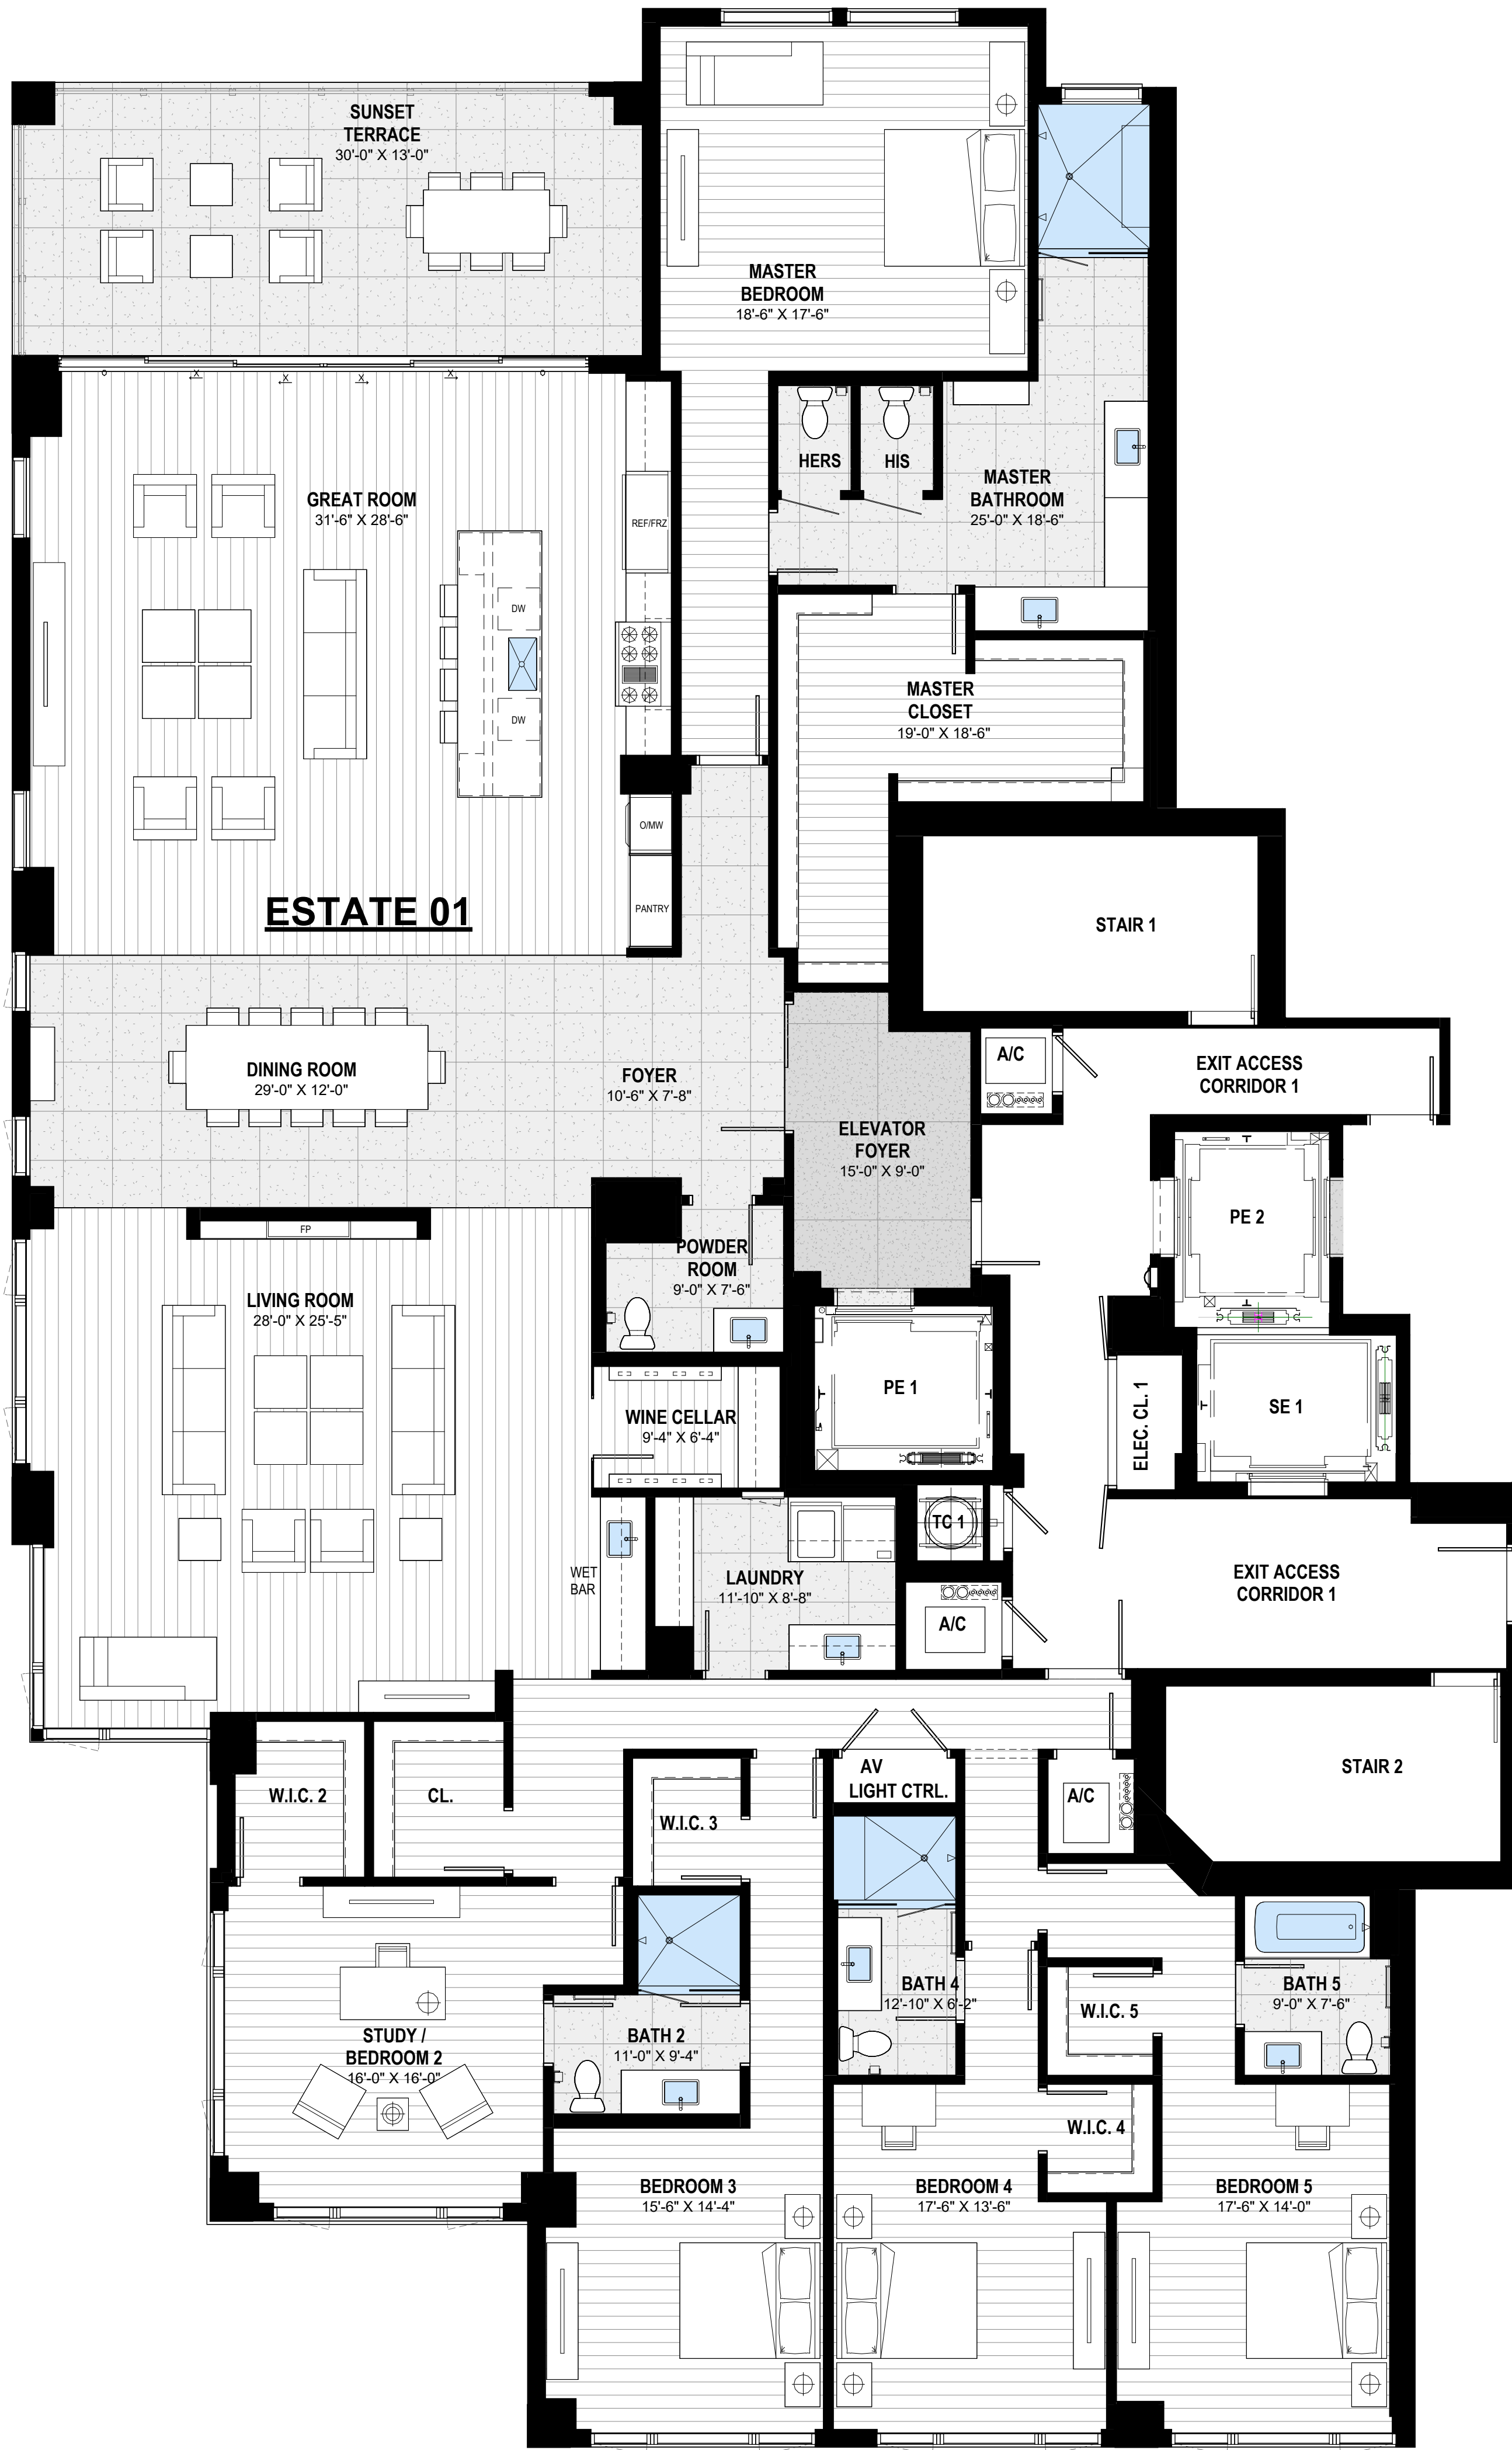 SUNSET
TERRACE
30'-0" X 13'-0"
MASTER
BEDROOM
18'-6" X 17'-6"
O
X
X
X
X
O
HERS
HIS
MASTER
BATHROOM
25'-0" X 18'-6"
GREAT ROOM
31'-6" X 28'-6"
REF/FRZ
DW
DW
MASTER
CLOSET
19'-0" X 18'-6"
O/MW
PANTRY
ESTATE 01
STAIR 1
DINING ROOM
29'-0" X 12'-0"
FOYER
10'-6" X 7'-8"
A/C
EXIT ACCESS
CORRIDOR 1
ELEVATOR
FOYER
15'-0" X 9'-0"
PE 2
FP
POWDER
ROOM
9'-0" X 7'-6"
LIVING ROOM
28'-0" X 25'-5"
PE 1
ELEC. CL. 1
SE 1
WINE CELLAR
9'-4" X 6'-4"
TC 1
WET
BAR
LAUNDRY
11'-10" X 8'-8"
A/C
EXIT ACCESS
CORRIDOR 1
STAIR 2
W.I.C. 2
CL.
W.I.C. 3
AV
LIGHT CTRL.
A/C
BATH 4
12'-10" X 6'-2"
BATH 5
9'-0" X 7'-6"
W.I.C. 5
STUDY /
BEDROOM 2
16'-0" X 16'-0"
BATH 2
11'-0" X 9'-4"
W.I.C. 4
BEDROOM 3
15'-6" X 14'-4"
BEDROOM 4
17'-6" X 13'-6"
BEDROOM 5
17'-6" X 14'-0"